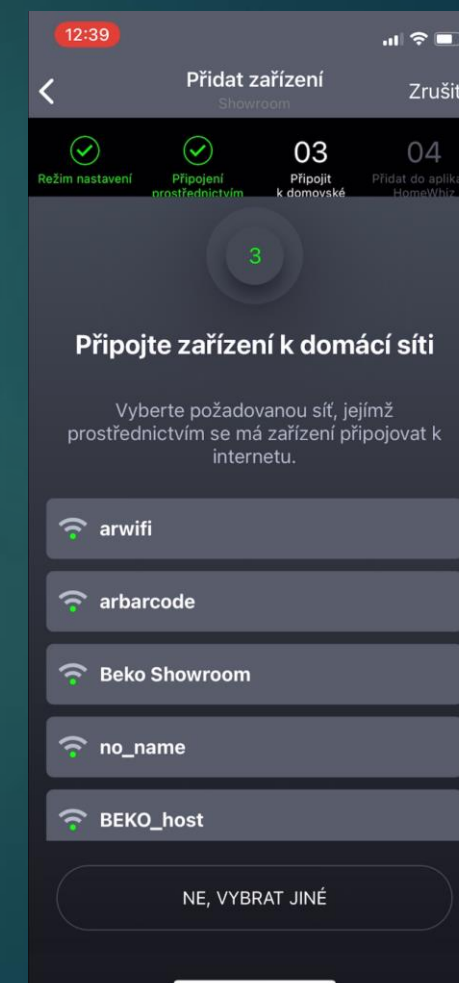 12:39
Přidat zařízení
Zrušit
Showroom
03
04
Režim nastavení
Připojení
prostřednictvím
Připojit
k domovské
Přidat do aplika
HomeWhiz
3
Připojte zařízení k domácí síti
Vyberte požadovanou síť, jejímž
prostřednictvím se má zařízení připojovat k
internetu.
arwifi
arbarcode
Beko Showroom
no_name
BEKO_host
NE, VYBRAT JINÉ